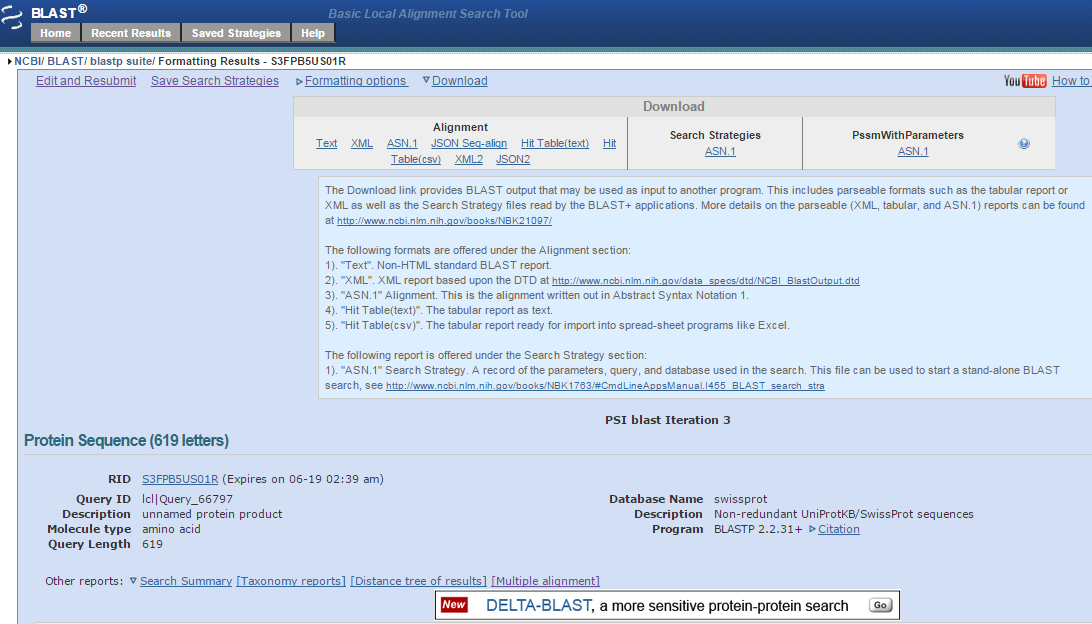 BLAST®
Basic Local Alignment Search Tool
Home Recent Results Saved Strategies Help
NCBI/ BLAST/ blastp suite/ Formatting Results - S3FPB5US01R
Edit and Resubmit Save Search Strategies Formatting options Download
YouTube How to
Download
Alignment
Text XML ASN.1 JSON Seq-align Hit Table(text) Hit
Table(csv) XML2 JSON2
Search Strategies
ASN.1
PssmWithParameters
ASN.1
?
The Download link provides BLAST output that may be used as input to another program. This includes parseable formats such as the tabular report or
XML as well as the Search Strategy files read by the BLAST+ applications. More details on the parseable (XML, tabular, and ASN.1) reports can be found
at http://www.ncbi.nlm.nih.gov/books/NBK21097/
The following formats are offered under the Alignment section:
1). "Text". Non-HTML standard BLAST report.
2). "XML". XML report based upon the DTD at http://www.ncbi.nlm.nih.gov/data_specs/dtd/NCBI_BlastOutput.dtd
3). "ASN.1" Alignment. This is the alignment written out in Abstract Syntax Notation 1.
4). "Hit Table(text)". The tabular report as text.
5). "Hit Table(csv)". The tabular report ready for import into spread-sheet programs like Excel.
The following report is offered under the Search Strategy section:
1). "ASN.1" Search Strategy. A record of the parameters, query, and database used in the search. This file can be used to start a stand-alone BLAST
search, see http://www.ncbi.nlm.nih.gov/books/NBK1763/#CmdLineAppsManual.I455_BLAST_search_stra
PSI blast Iteration 3
Protein Sequence (619 letters)
RID S3FPB5US01R (Expires on 06-19 02:39 am)
Query ID lcl|Query_66797
Description unnamed protein product
Molecule type amino acid
Query Length 619
Database Name swissprot
Description Non-redundant UniProtKB/SwissProt sequences
Program BLASTP 2.2.31+ Citation
Other reports: Search Summary [Taxonomy reports] [Distance tree of results] [Multiple alignment]
New DELTA-BLAST, a more sensitive protein-protein search Go